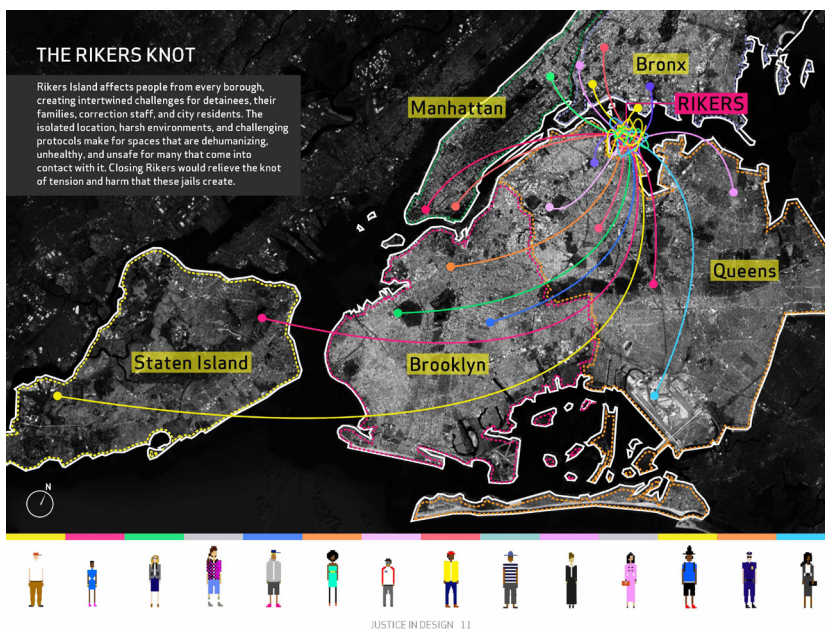 THE RIKERS KNOT
Rikers Island affects people from every borough,
creating intertwined challenges for detainees, their
families, correction staff, and city residents. The
isolated location, harsh environments, and challenging
protocols make for spaces that are dehumanizing,
unhealthy, and unsafe for many that come into
contact with it. Closing Rikers would relieve the knot
of tension and harm that these jails create.
Bronx
Manhattan
RIKERS
Queens
Staten Island
Brooklyn
N
JUSTICE IN DESIGN 11